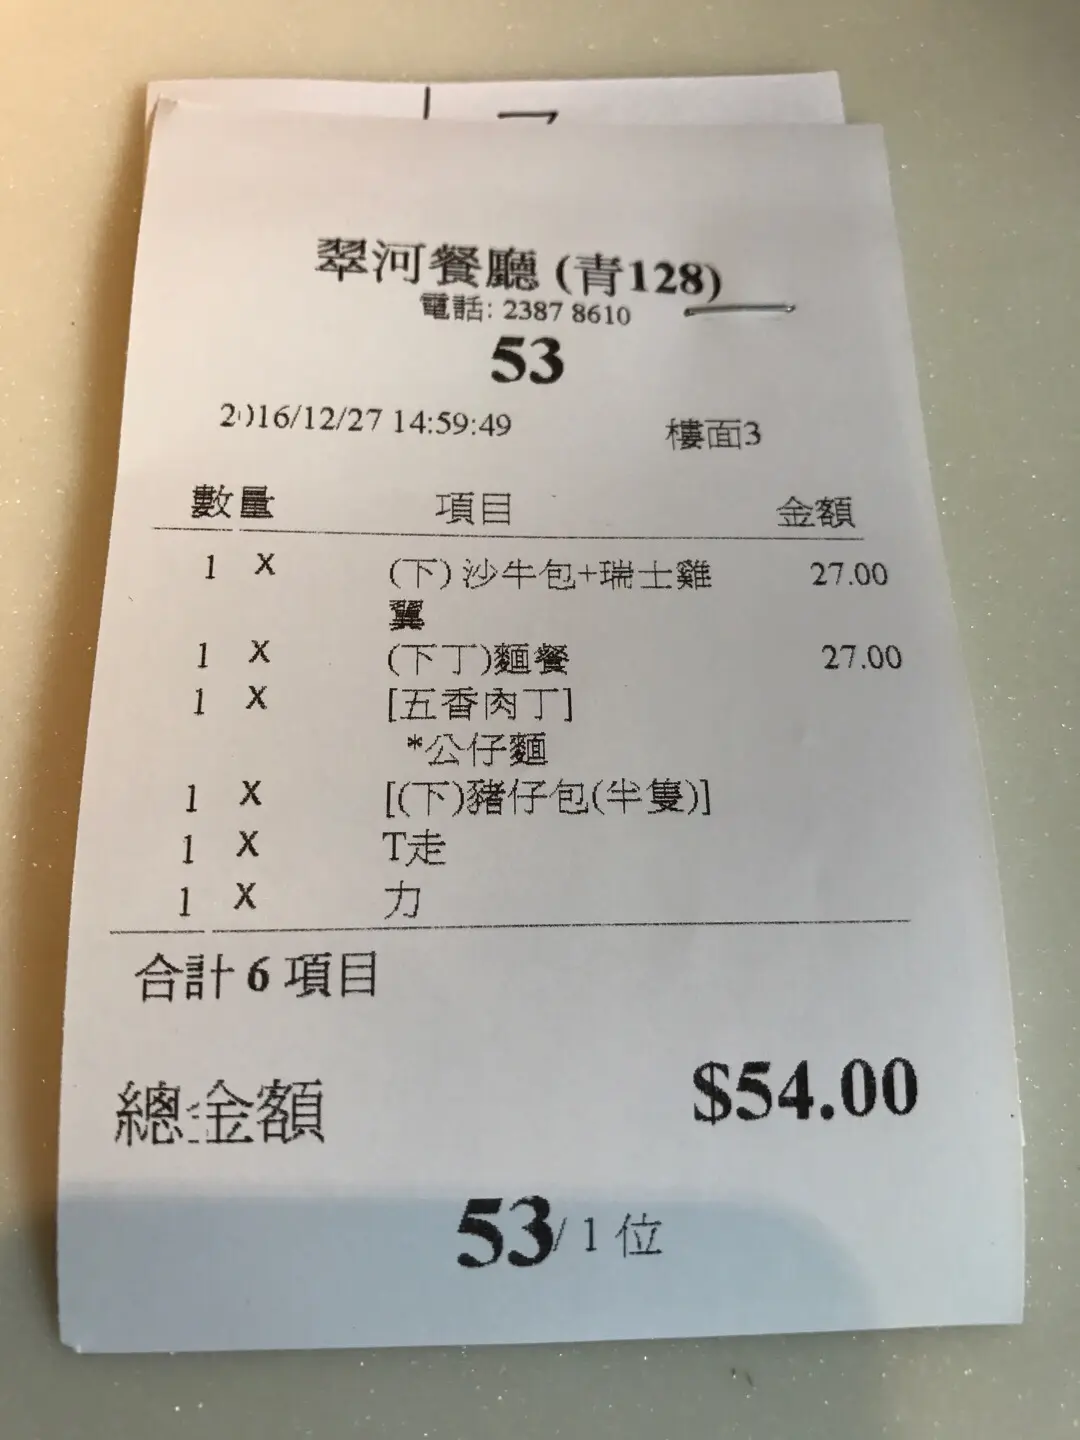 翠河餐廳 (青128)
電話: 2387 8610
53
2016/12/27 14:59:49 樓面3
數量 項目 金額
1 X (下) 沙牛包+瑞士雞 27.00
翼
1 X (下丁)麵餐 27.00
1 X [五香肉丁]
*公仔麵
1 X [(下)豬仔包(半隻)]
1 X T走
1 X 力
合計 6 項目
總金額 $54.00
53/ 1 位